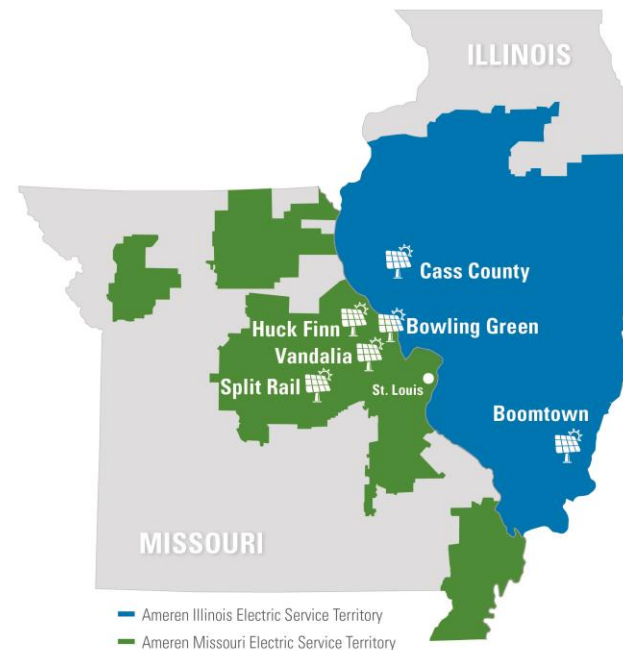 ILLINOIS
Cass County
Huck Finn
Bowling Green
Vandalia
Split Rail
St. Louis
Boomtown
MISSOURI
Ameren Illinois Electric Service Territory
Ameren Missouri Electric Service Territory